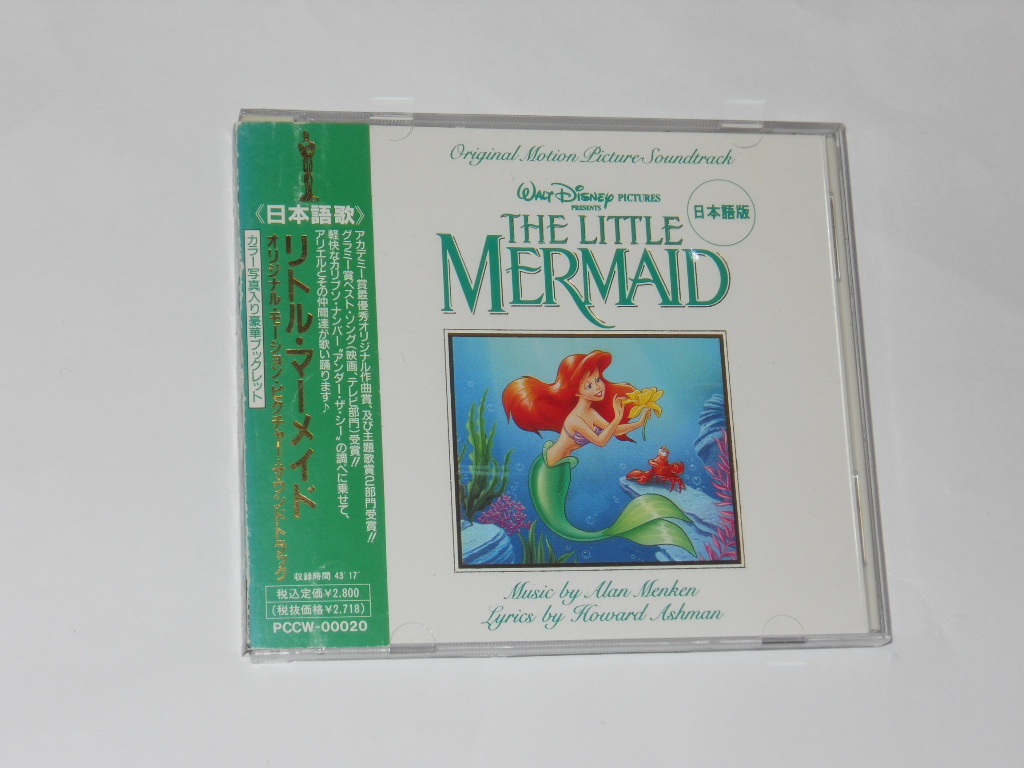 《日本語歌》
リトル・マーメイド
オリジナル・モーション・ピクチャー・サウンドトラック
カラー写真入り豪華ブックレット
アカデミー賞最優秀オリジナル作曲賞、及び主題歌賞2部門受賞!!
グラミー賞ベスト・ソング(映画、テレビ部門)受賞!!
軽快なカリブソ・ナンバー“アンダー・ザ・シー”の調べに乗せて、
アリエルとその仲間達が歌い踊ります♪
収録時間 43'17"
税込定価¥2.800
(税抜価格¥2.718)
PCCW-00020
Original Motion Picture Soundtrack
WALT DISNEY PICTURES
PRESENTS
日本語版
THE LITTLE
MERMAID
Music by Alan Menken
Lyrics by Howard Ashman